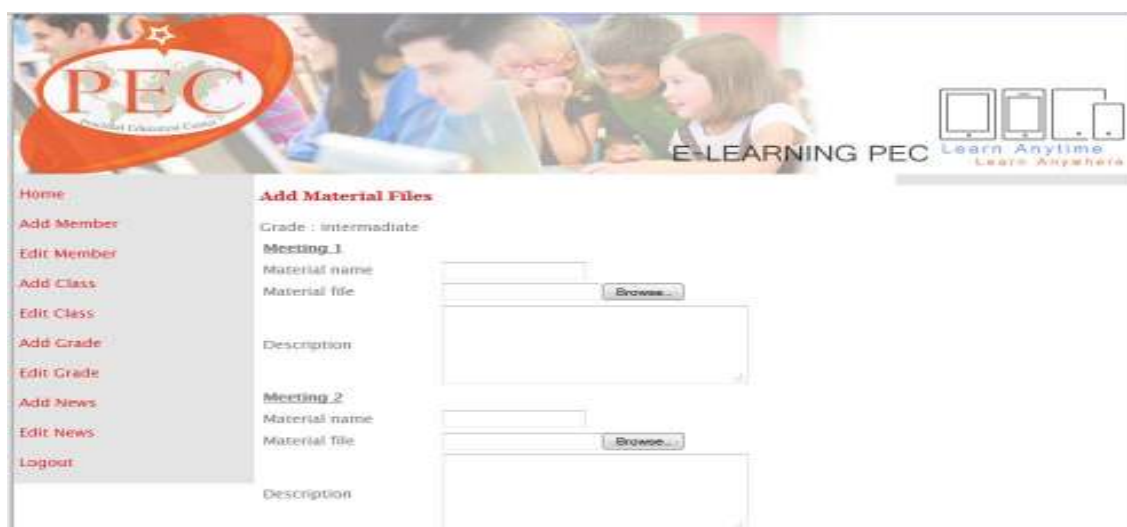 PEC
E-LEARNING PEC
Learn Anytime
Learn Anywhere
Home
Add Member
Edit Member
Add Class
Edit Class
Add Grade
Edit Grade
Add News
Edit News
Logout
Add Material Files
Grade : Intermadiate
Meeting 1
Material name
Material file Browse...
Description
Meeting 2
Material name
Material file Browse...
Description